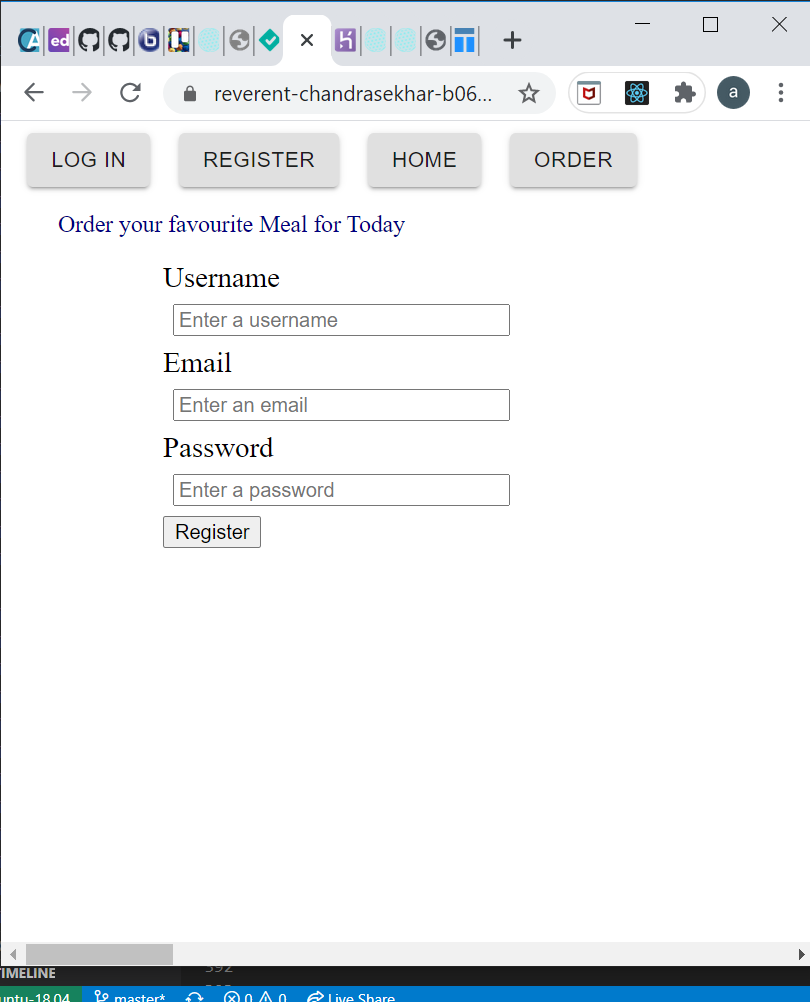 ed
b
h
reverent-chandrasekhar-b06...
a
LOG IN
REGISTER
HOME
ORDER
Order your favourite Meal for Today
Username
Enter a username
Email
Enter an email
Password
Enter a password
Register
TIMELINE
untu-18.04
master*
0
0
Live Share